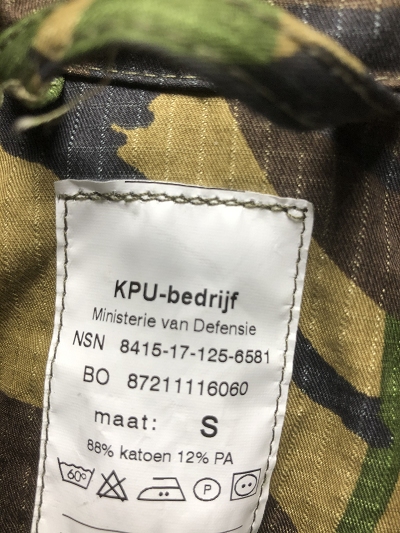 KPU-bedrijf
Ministerie van Defensie
NSN 8415-17-125-6581
BO 87211116060
maat: S
88% katoen 12% PA
60°
P